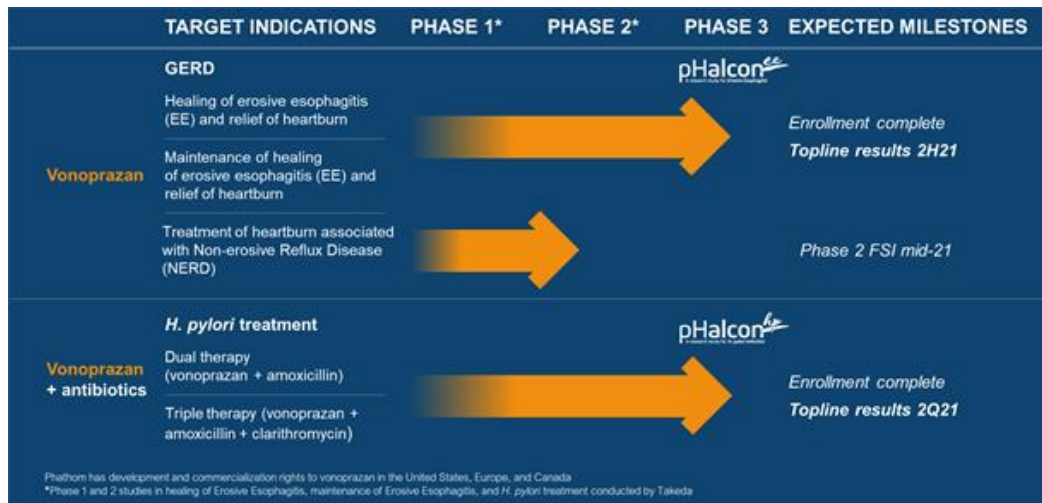 TARGET INDICATIONS PHASE 1* PHASE 2* PHASE 3 EXPECTED MILESTONES
GERD
pHalcon ee
Healing of erosive esophagitis
(EE) and relief of heartburn
Enrollment complete
Topline results 2H21
Vonoprazan
Maintenance of healing
of erosive esophagitis (EE) and
relief of heartburn
Treatment of heartburn associated
with Non-erosive Reflux Disease
(NERD)
Phase 2 FSI mid-21
H. pylori treatment
pHalcon hp
Vonoprazan
+ antibiotics
Dual therapy
(vonoprazan + amoxicillin)
Triple therapy (vonoprazan +
amoxicillin + clarithromycin)
Enrollment complete
Topline results 2Q21
Phathom has development and commercialization rights to vonoprazan in the United States, Europe, and Canada
*Phase 1 and 2 studies in healing of Erosive Esophagitis, maintenance of Erosive Esophagitis, and H. pylori treatment conducted by Takeda